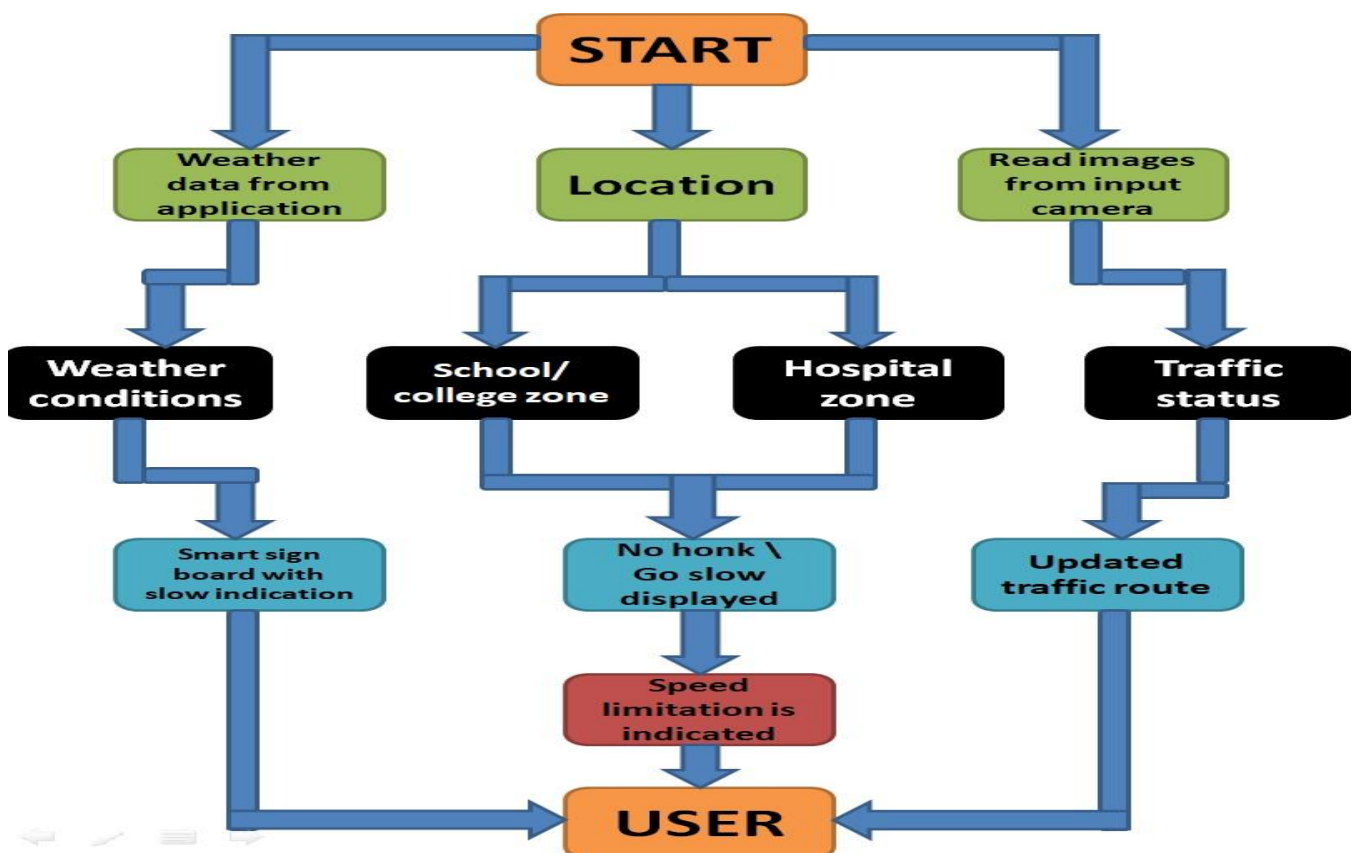 START
Weather
data from
application
Location
Read images
from input
camera
Weather
conditions
School/
college zone
Hospital
zone
Traffic
status
Smart sign
board with
slow indication
No honk \
Go slow
displayed
Updated
traffic route
Speed
limitation is
indicated
USER